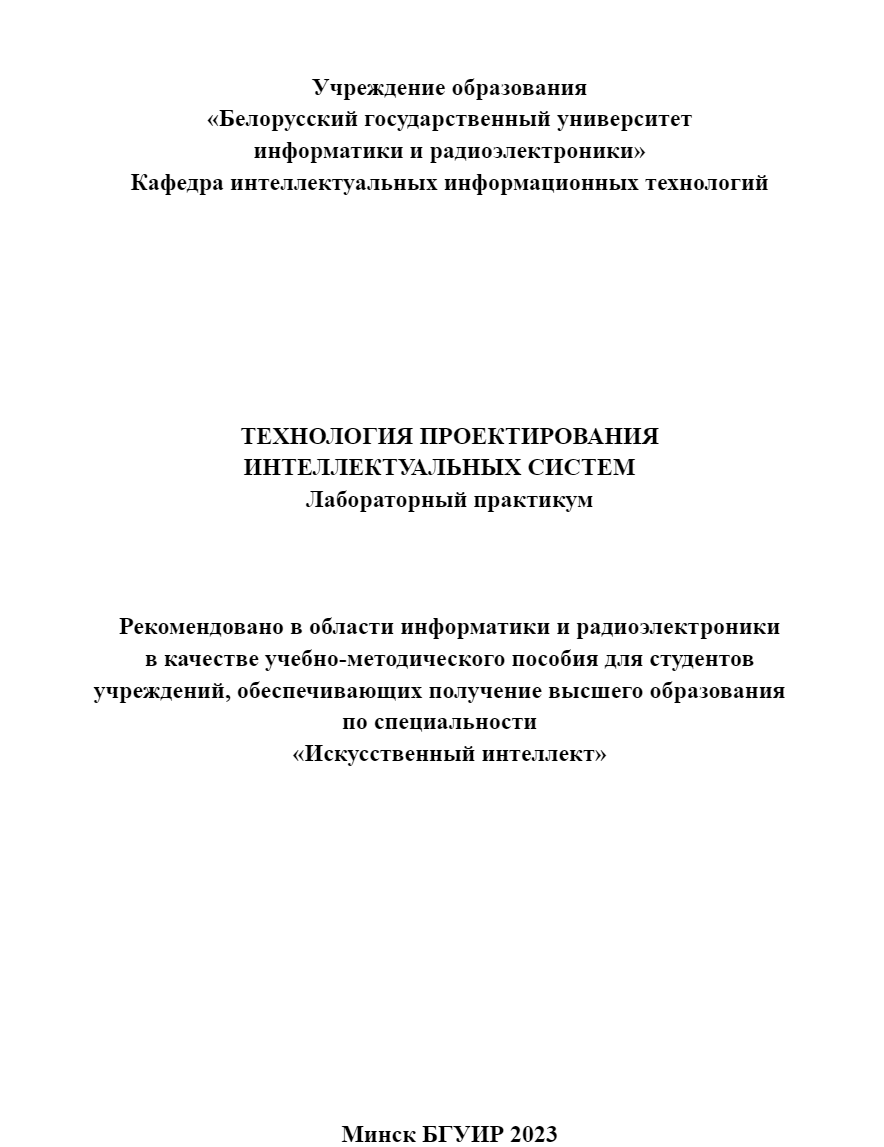 Учреждение образования
«Белорусский государственный университет
информатики и радиоэлектроники»
Кафедра интеллектуальных информационных технологий
ТЕХНОЛОГИЯ ПРОЕКТИРОВАНИЯ
ИНТЕЛЛЕКТУАЛЬНЫХ СИСТЕМ
Лабораторный практикум
Рекомендовано в области информатики и радиоэлектроники
в качестве учебно-методического пособия для студентов
учреждений, обеспечивающих получение высшего образования
по специальности
«Искусственный интеллект»
Минск БГУИР 2023